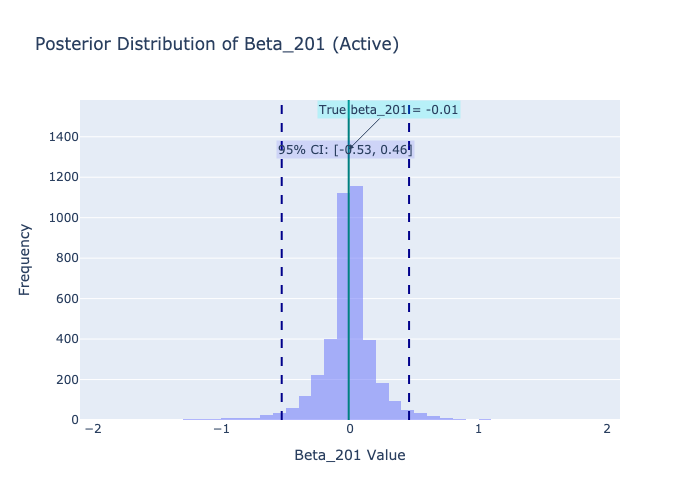 Posterior Distribution of Beta_201 (Active)
True beta_201 = -0.01
95% CI: [-0.53, 0.46]
1400
1200
1000
800
600
400
200
0
Frequency
−2
−1
0
1
2
Beta_201 Value